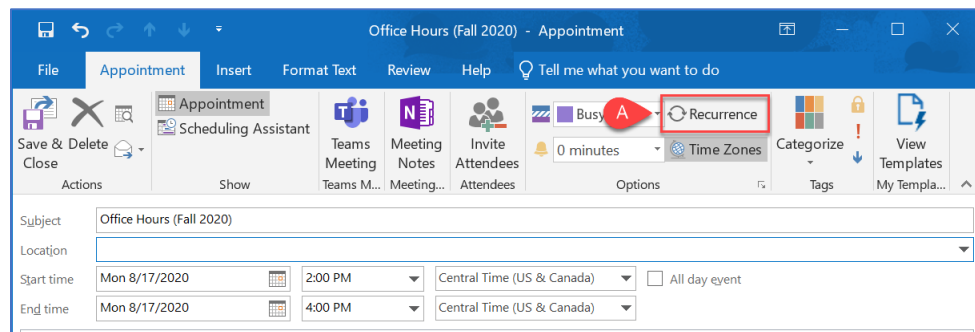 Office Hours (Fall 2020) - Appointment
File Appointment Insert Format Text Review Help Tell me what you want to do
Save & Close
Delete
Actions
Appointment
Scheduling Assistant
Show
Teams Meeting
Teams M...
N
Meeting Notes
Meeting...
Invite Attendees
Attendees
Busy
A
Recurrence
0 minutes
Time Zones
Options
Categorize
Tags
View Templates
My Templa...
Subject Office Hours (Fall 2020)
Location
Start time Mon 8/17/2020 2:00 PM Central Time (US & Canada) All day event
End time Mon 8/17/2020 4:00 PM Central Time (US & Canada)